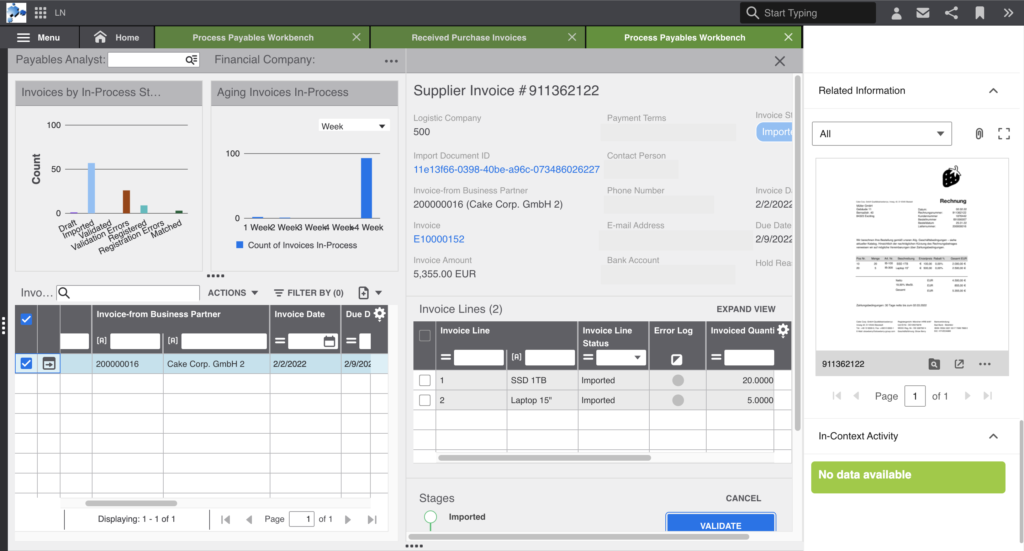 LN
Start Typing
Menu
Home
Process Payables Workbench
Received Purchase Invoices
Process Payables Workbench
Payables Analyst:
Financial Company:
Invoices by In-Process St...
100
50
0
Count
Draft
Imported
Validated
Validation Errors
Registered
Registration Errors
Matched
Aging Invoices In-Process
Week
100
0
1 Week
2 Week
3 Week
4 Week
>4 Week
Count of Invoices In-Process
Invo...
ACTIONS
FILTER BY (0)
Invoice-from Business Partner
Invoice Date
Due D
200000016
Cake Corp. GmbH 2
2/2/2022
2/9/202
Displaying: 1 - 1 of 1
Page
1
of 1
Supplier Invoice # 911362122
Logistic Company
500
Import Document ID
11e13f66-0398-40be-a96c-073486026227
Invoice-from Business Partner
200000016 (Cake Corp. GmbH 2)
Invoice
E10000152
Invoice Amount
5,355.00 EUR
Payment Terms
Contact Person
Phone Number
E-mail Address
Bank Account
Invoice St
Importe
Invoice Da
2/2/2022
Due Date
2/9/2022
Hold Reas
Invoice Lines (2)
EXPAND VIEW
Invoice Line
Invoice Line Status
Error Log
Invoiced Quanti
1
SSD 1TB
Imported
20.0000
2
Laptop 15"
Imported
5.0000
Stages
CANCEL
Imported
VALIDATE
Related Information
All
Rechnung
911362122
Page
1
of 1
In-Context Activity
No data available